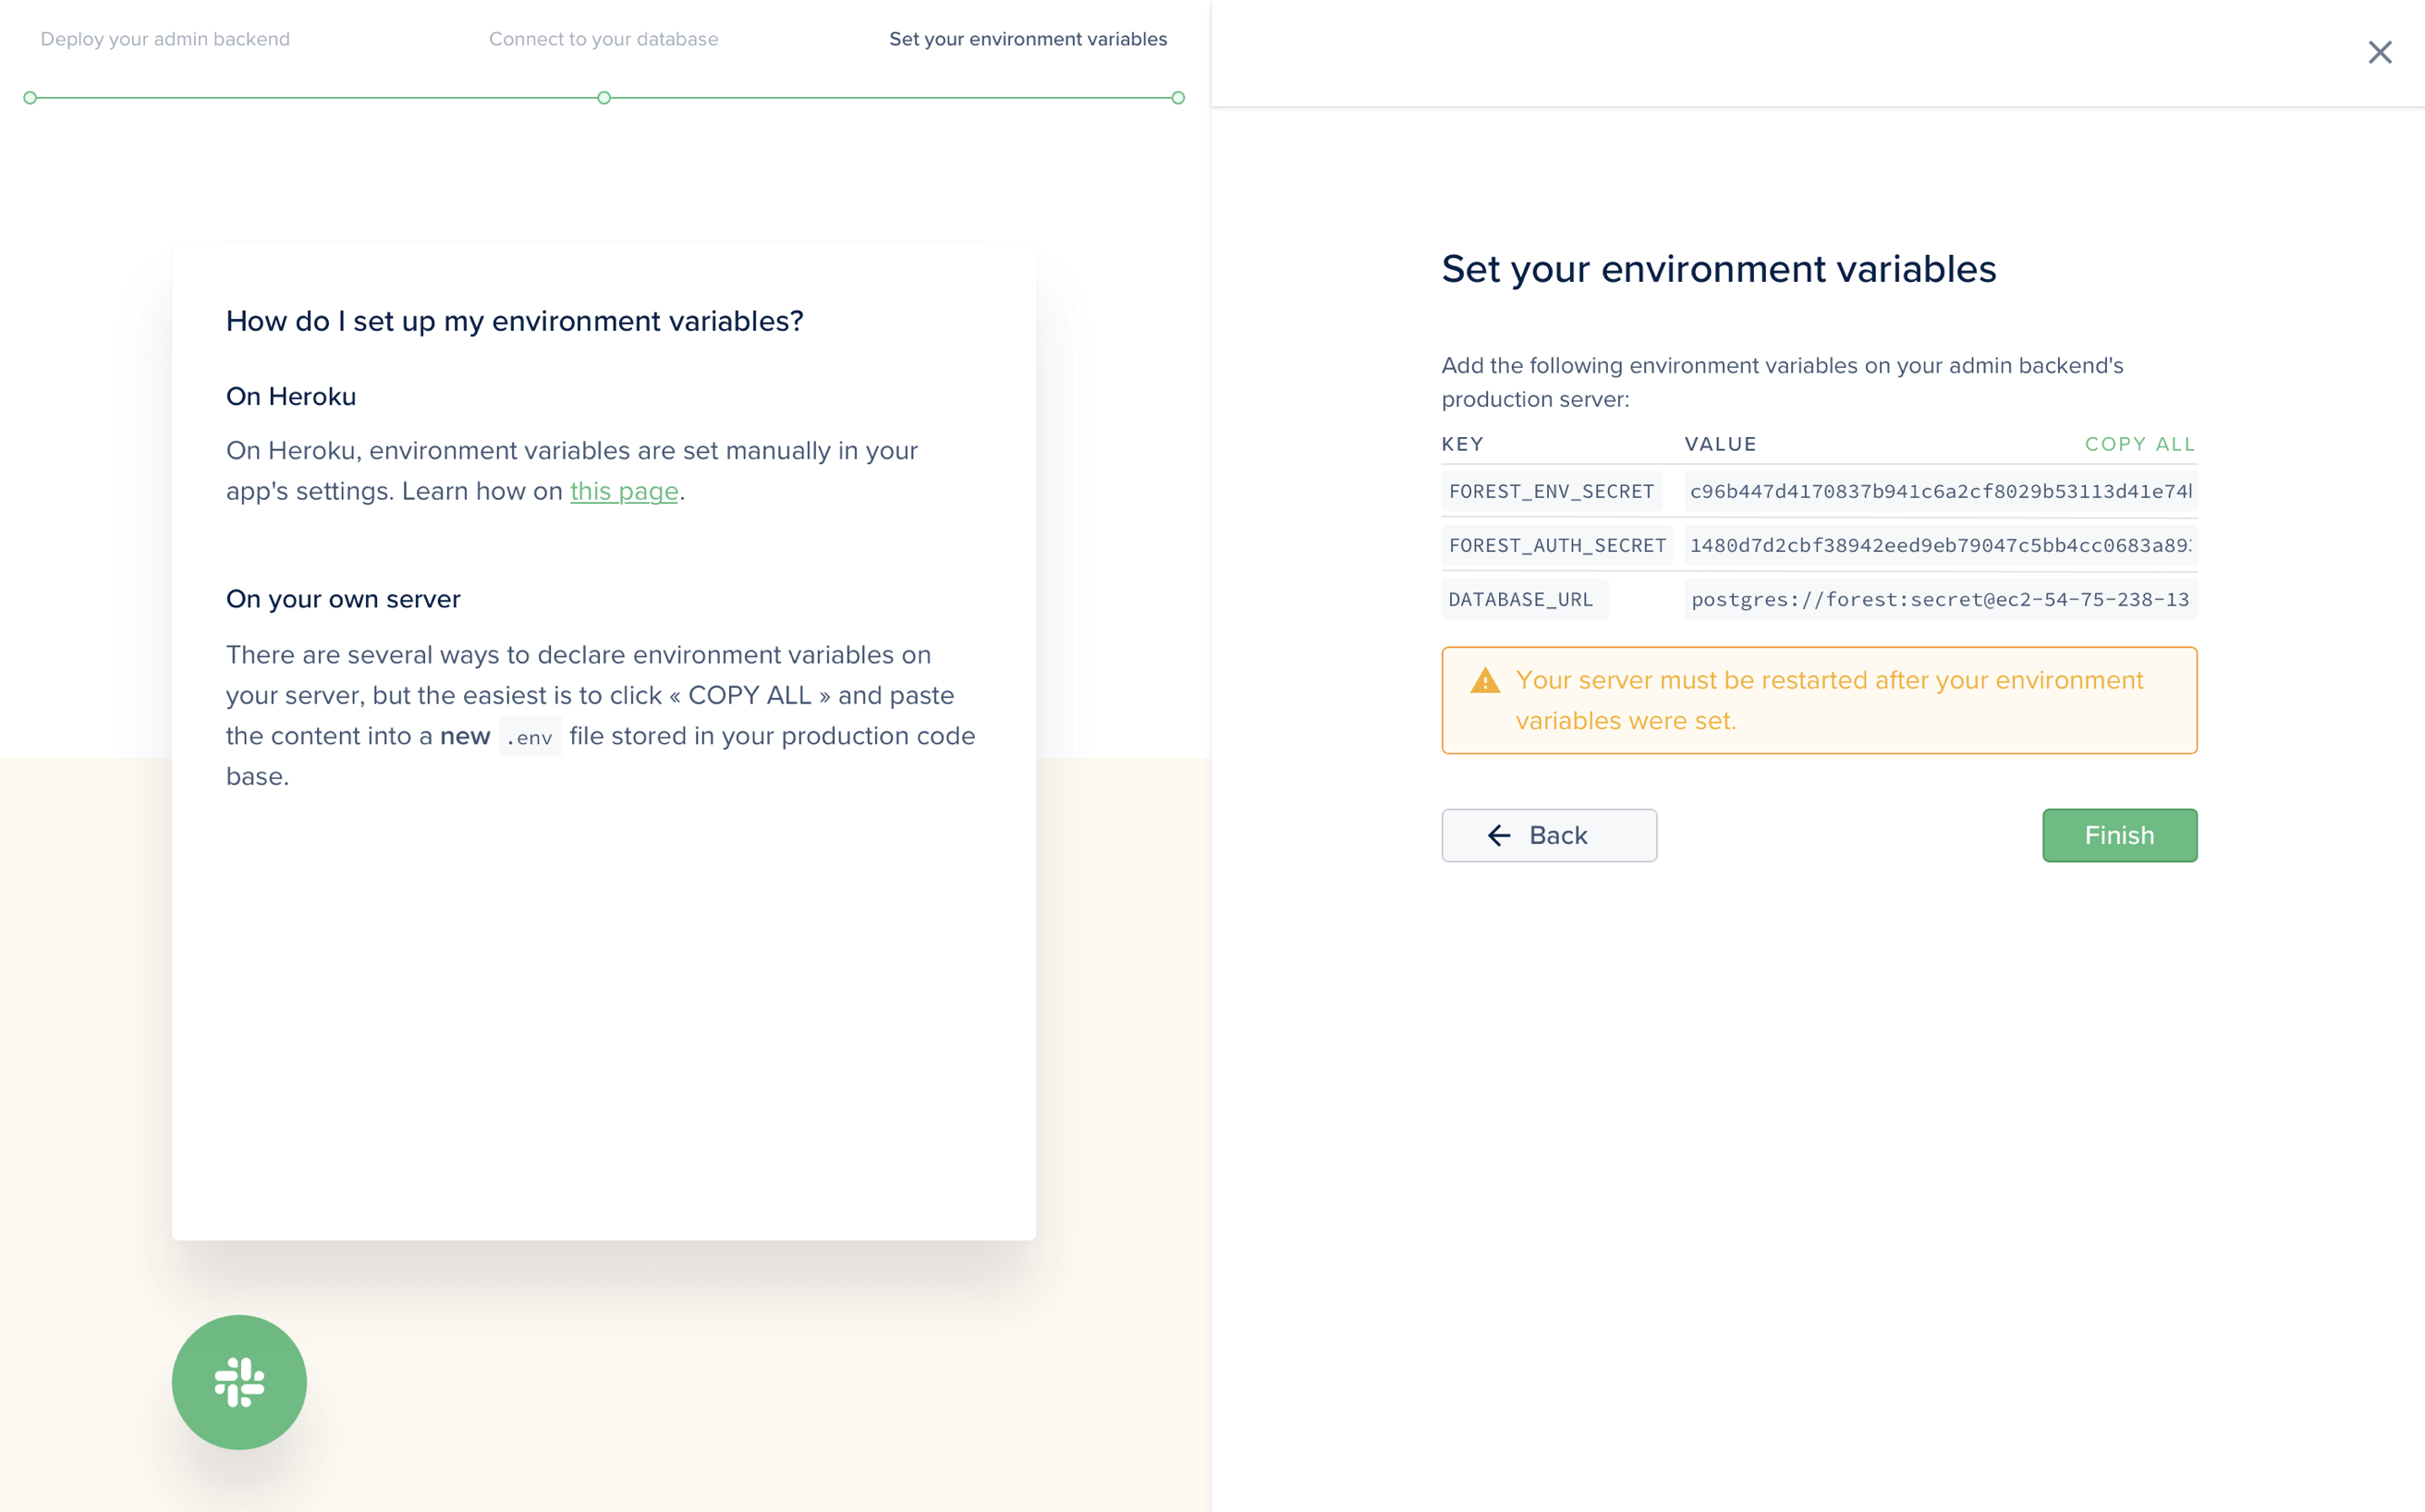 Deploy your admin backend
Connect to your database
Set your environment variables
How do I set up my environment variables?
On Heroku
On Heroku, environment variables are set manually in your
app's settings. Learn how on this page.
On your own server
There are several ways to declare environment variables on
your server, but the easiest is to click « COPY ALL » and paste
the content into a new .env file stored in your production code
base.
Set your environment variables
Add the following environment variables on your admin backend's
production server:
KEY VALUE COPY ALL
FOREST_ENV_SECRET c96b447d4170837b941c6a2cf8029b53113d41e74
FOREST_AUTH_SECRET 1480d7d2cbf38942eed9eb79047c5bb4cc0683a89
DATABASE_URL postgres://forest:secret@ec2-54-75-238-13
Your server must be restarted after your environment
variables were set.
Back
Finish